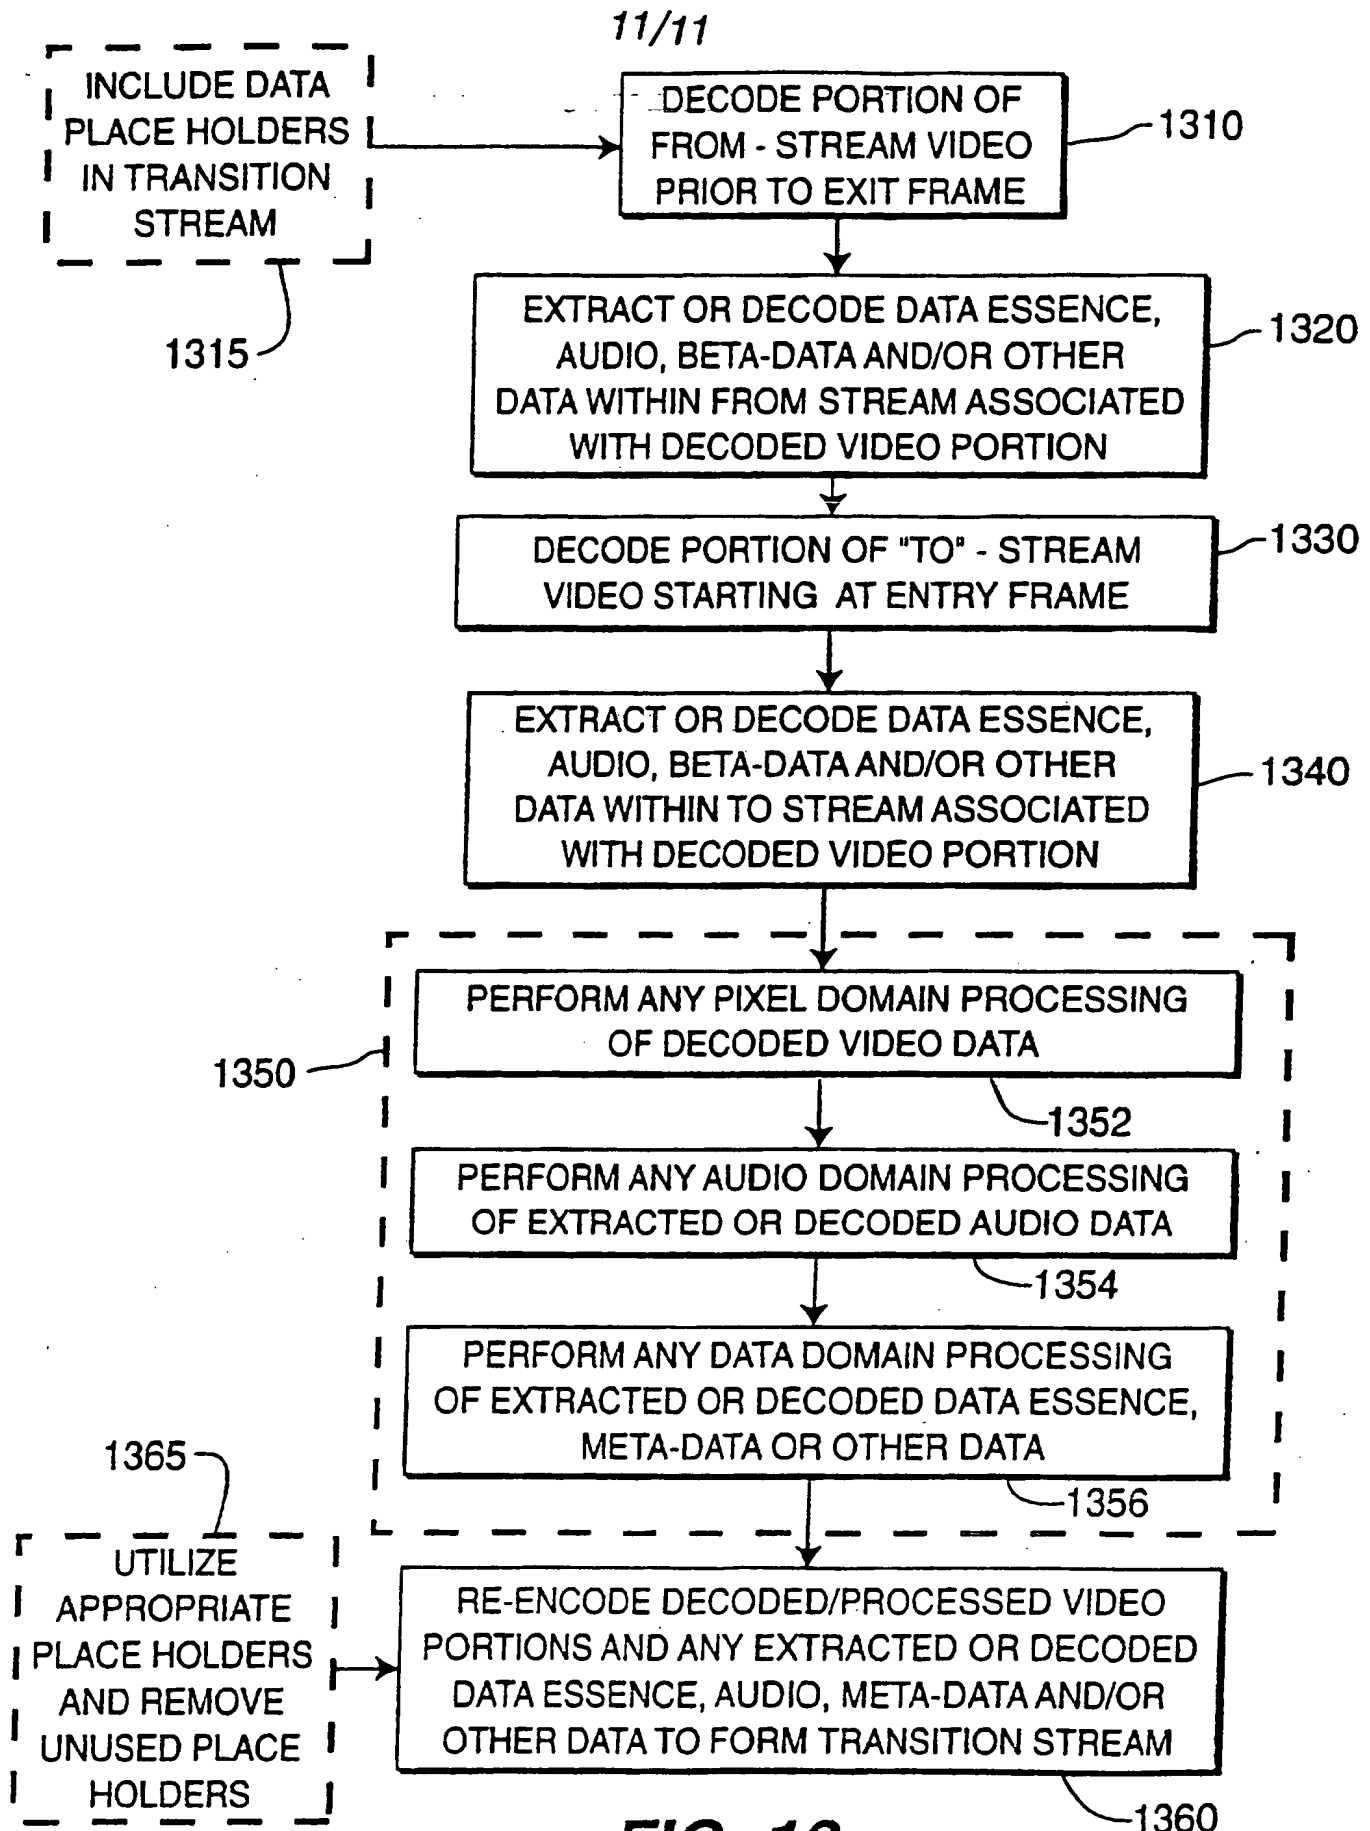 11/11
INCLUDE DATA
PLACE HOLDERS
IN TRANSITION
STREAM
1315
DECODE PORTION OF
FROM - STREAM VIDEO
PRIOR TO EXIT FRAME
1310
EXTRACT OR DECODE DATA ESSENCE,
AUDIO, BETA-DATA AND/OR OTHER
DATA WITHIN FROM STREAM ASSOCIATED
WITH DECODED VIDEO PORTION
1320
DECODE PORTION OF "TO" - STREAM
VIDEO STARTING AT ENTRY FRAME
1330
EXTRACT OR DECODE DATA ESSENCE,
AUDIO, BETA-DATA AND/OR OTHER
DATA WITHIN TO STREAM ASSOCIATED
WITH DECODED VIDEO PORTION
1340
1350
PERFORM ANY PIXEL DOMAIN PROCESSING
OF DECODED VIDEO DATA
1352
PERFORM ANY AUDIO DOMAIN PROCESSING
OF EXTRACTED OR DECODED AUDIO DATA
1354
PERFORM ANY DATA DOMAIN PROCESSING
OF EXTRACTED OR DECODED DATA ESSENCE,
META-DATA OR OTHER DATA
1356
1365
UTILIZE
APPROPRIATE
PLACE HOLDERS
AND REMOVE
UNUSED PLACE
HOLDERS
RE-ENCODE DECODED/PROCESSED VIDEO
PORTIONS AND ANY EXTRACTED OR DECODED
DATA ESSENCE, AUDIO, META-DATA AND/OR
OTHER DATA TO FORM TRANSITION STREAM
1360
FIG.